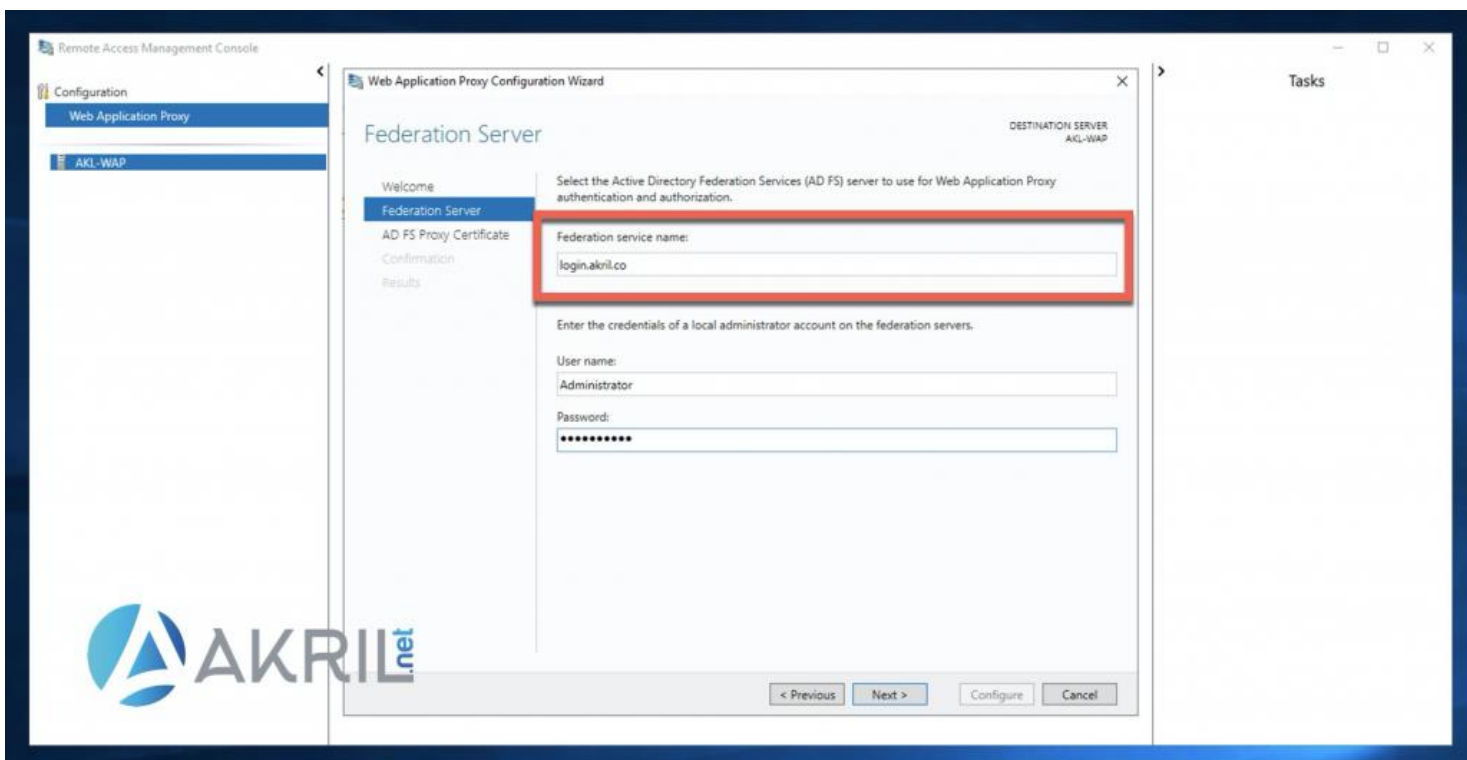 Remote Access Management Console
Configuration
Web Application Proxy
AKL-WAP
Web Application Proxy Configuration Wizard
Federation Server
DESTINATION SERVER
AKL-WAP
Welcome
Federation Server
AD FS Proxy Certificate
Confirmation
Results
Select the Active Directory Federation Services (AD FS) server to use for Web Application Proxy
authentication and authorization.
Federation service name:
login.akril.co
Enter the credentials of a local administrator account on the federation servers.
User name:
Administrator
Password:
••••••••••
< Previous
Next >
Configure
Cancel
Tasks
AKRIL.net